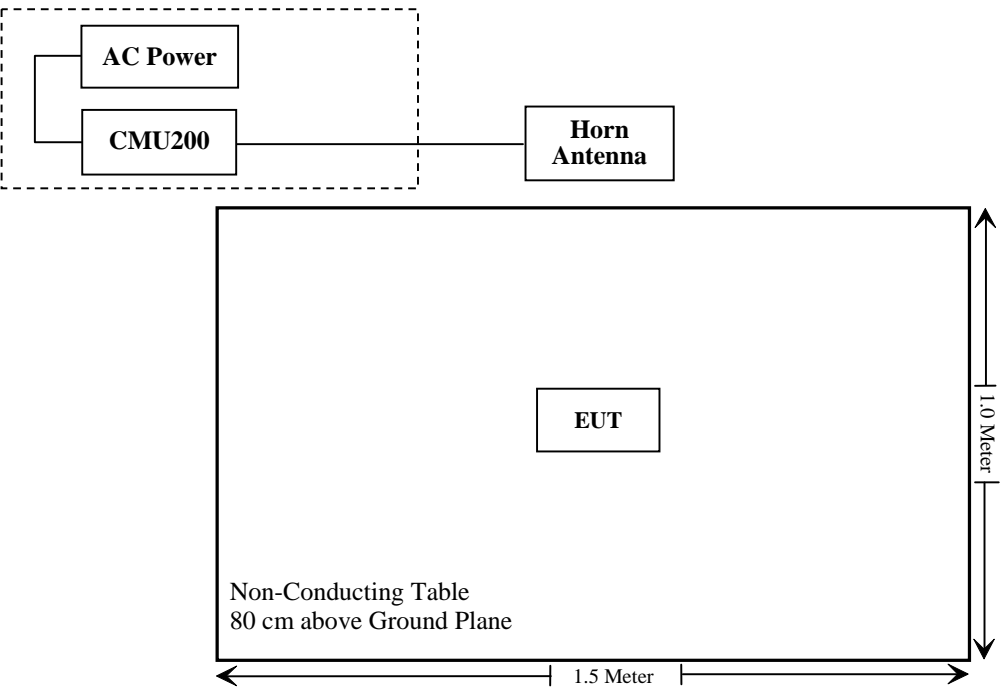 AC Power
CMU200
Horn
Antenna
EUT
1.0 Meter
Non-Conducting Table
80 cm above Ground Plane
1.5 Meter